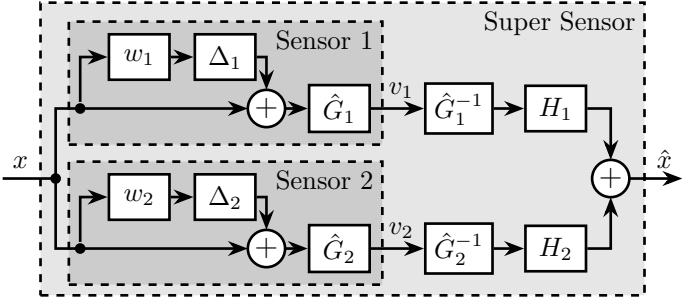 Super Sensor
Sensor 1
w₁ Δ₁
+ Ĝ₁ v₁ Ĝ₁⁻¹ H₁
x + x̂
Sensor 2
w₂ Δ₂
+ Ĝ₂ v₂ Ĝ₂⁻¹ H₂